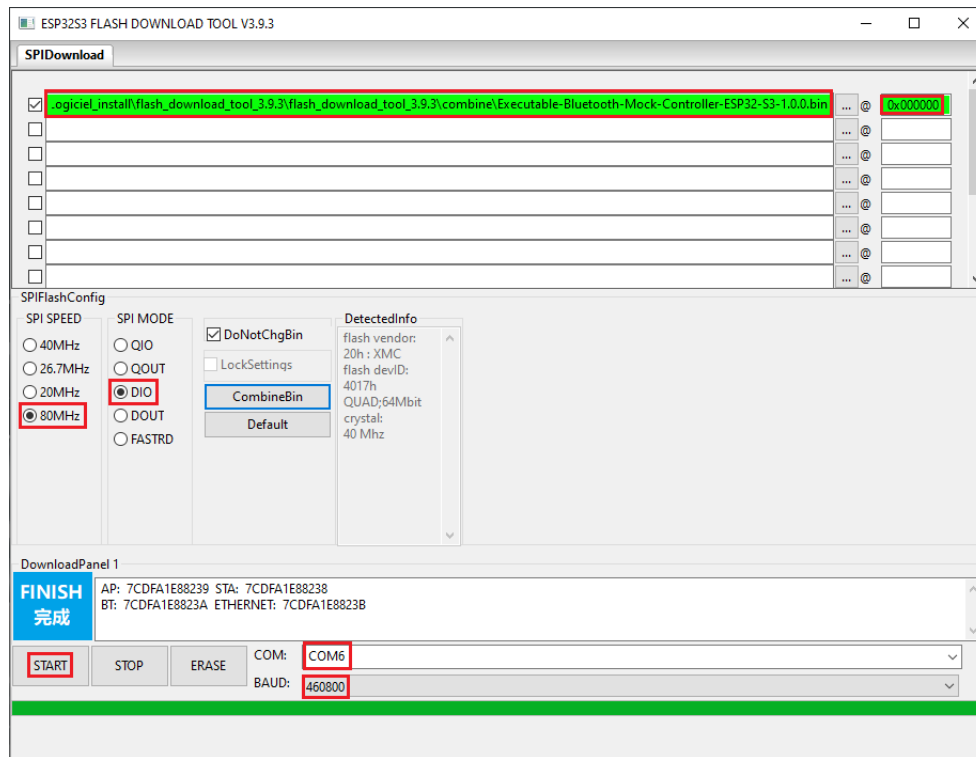 ESP32S3 FLASH DOWNLOAD TOOL V3.9.3
SPIDownload
.ogiciel_install\flash_download_tool_3.9.3\flash_download_tool_3.9.3\combine\Executable-Bluetooth-Mock-Controller-ESP32-S3-1.0.0.bin ... @ 0x000000
... @
... @
... @
... @
... @
... @
... @
SPIFlashConfig
SPI SPEED
40MHz
26.7MHz
20MHz
80MHz
SPI MODE
QIO
QOUT
DIO
DOUT
FASTRD
DoNotChgBin
LockSettings
CombineBin
Default
DetectedInfo
flash vendor:
20h : XMC
flash devID:
4017h
QUAD;64Mbit
crystal:
40 Mhz
DownloadPanel 1
FINISH
完成
AP: 7CDFA1E88239 STA: 7CDFA1E88238
BT: 7CDFA1E8823A ETHERNET: 7CDFA1E8823B
START STOP ERASE
COM: COM6
BAUD: 460800